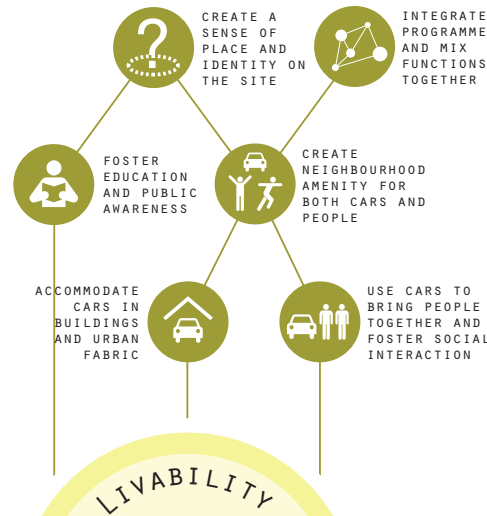 CREATE A
SENSE OF
PLACE AND
IDENTITY ON
THE SITE
INTEGRATE
PROGRAMME
AND MIX
FUNCTIONS
TOGETHER
FOSTER
EDUCATION
AND PUBLIC
AWARENESS
CREATE
NEIGHBOURHOOD
AMENITY FOR
BOTH CARS AND
PEOPLE
ACCOMMODATE
CARS IN
BUILDINGS
AND URBAN
FABRIC
USE CARS TO
BRING PEOPLE
TOGETHER AND
FOSTER SOCIAL
INTERACTION
LIVABILITY